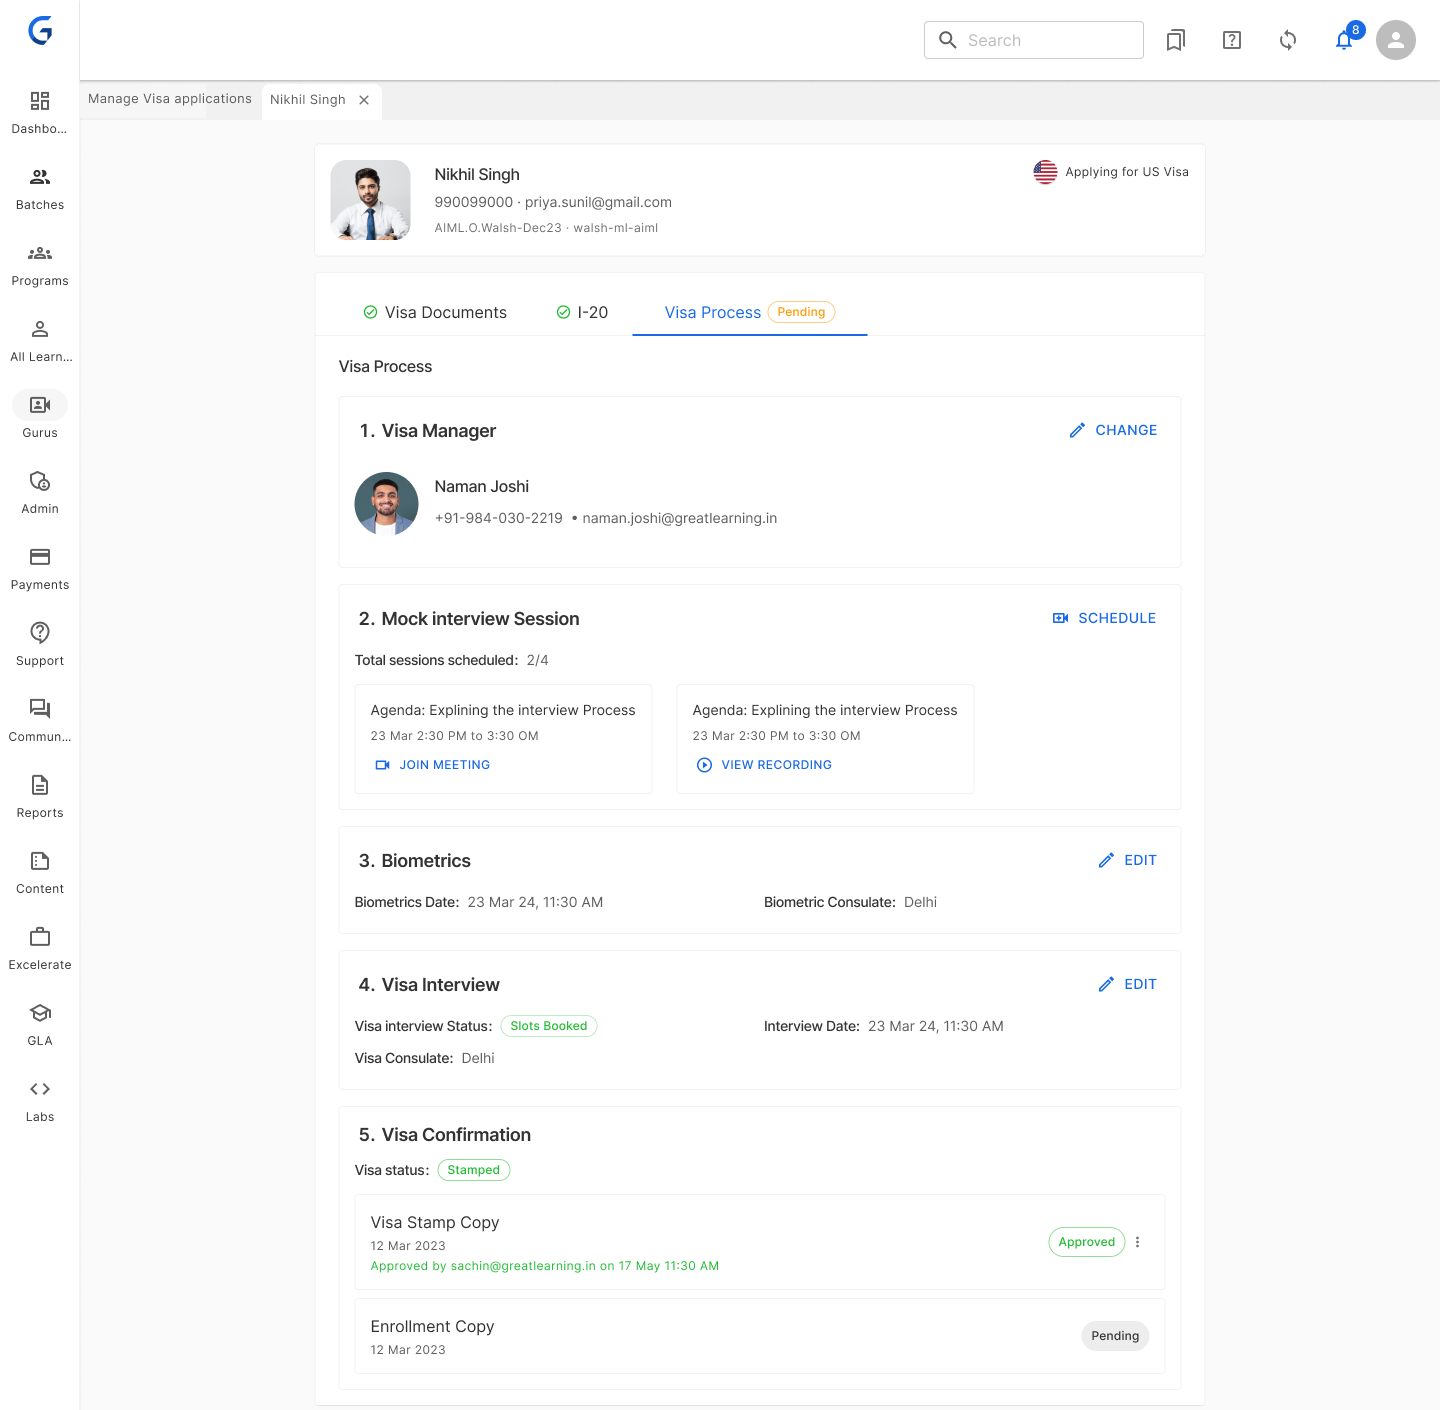 Search
8
Dashbo...
Batches
Programs
All Learn...
Gurus
Admin
Payments
Support
Commun...
Reports
Content
Excelerate
GLA
Labs
Manage Visa applications
Nikhil Singh
Nikhil Singh
990099000 · priya.sunil@gmail.com
AIML.O.Walsh-Dec23 · walsh-ml-aiml
Applying for US Visa
Visa Documents
I-20
Visa Process Pending
Visa Process
1. Visa Manager
CHANGE
Naman Joshi
+91-984-030-2219 • naman.joshi@greatlearning.in
2. Mock interview Session
SCHEDULE
Total sessions scheduled: 2/4
Agenda: Explining the interview Process
23 Mar 2:30 PM to 3:30 OM
JOIN MEETING
Agenda: Explining the interview Process
23 Mar 2:30 PM to 3:30 OM
VIEW RECORDING
3. Biometrics
EDIT
Biometrics Date: 23 Mar 24, 11:30 AM
Biometric Consulate: Delhi
4. Visa Interview
EDIT
Visa interview Status: Slots Booked
Interview Date: 23 Mar 24, 11:30 AM
Visa Consulate: Delhi
5. Visa Confirmation
Visa status: Stamped
Visa Stamp Copy
12 Mar 2023
Approved by sachin@greatlearning.in on 17 May 11:30 AM
Approved
Enrollment Copy
12 Mar 2023
Pending